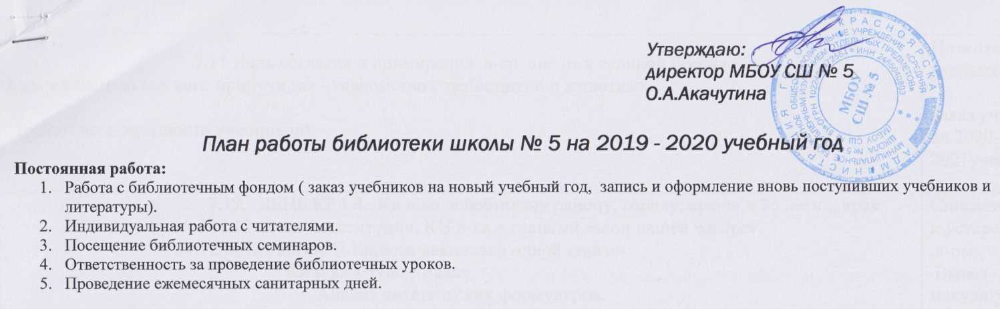 Утверждаю:
директор МБОУ СШ № 5
О.А.Акачутина
МБОУ
СШ № 5
План работы библиотеки школы № 5 на 2019 - 2020 учебный год
Постоянная работа:
1. Работа с библиотечным фондом ( заказ учебников на новый учебный год, запись и оформление вновь поступивших учебников и
литературы).
2. Индивидуальная работа с читателями.
3. Посещение библиотечных семинаров.
4. Ответственность за проведение библиотечных уроков.
5. Проведение ежемесячных санитарных дней.